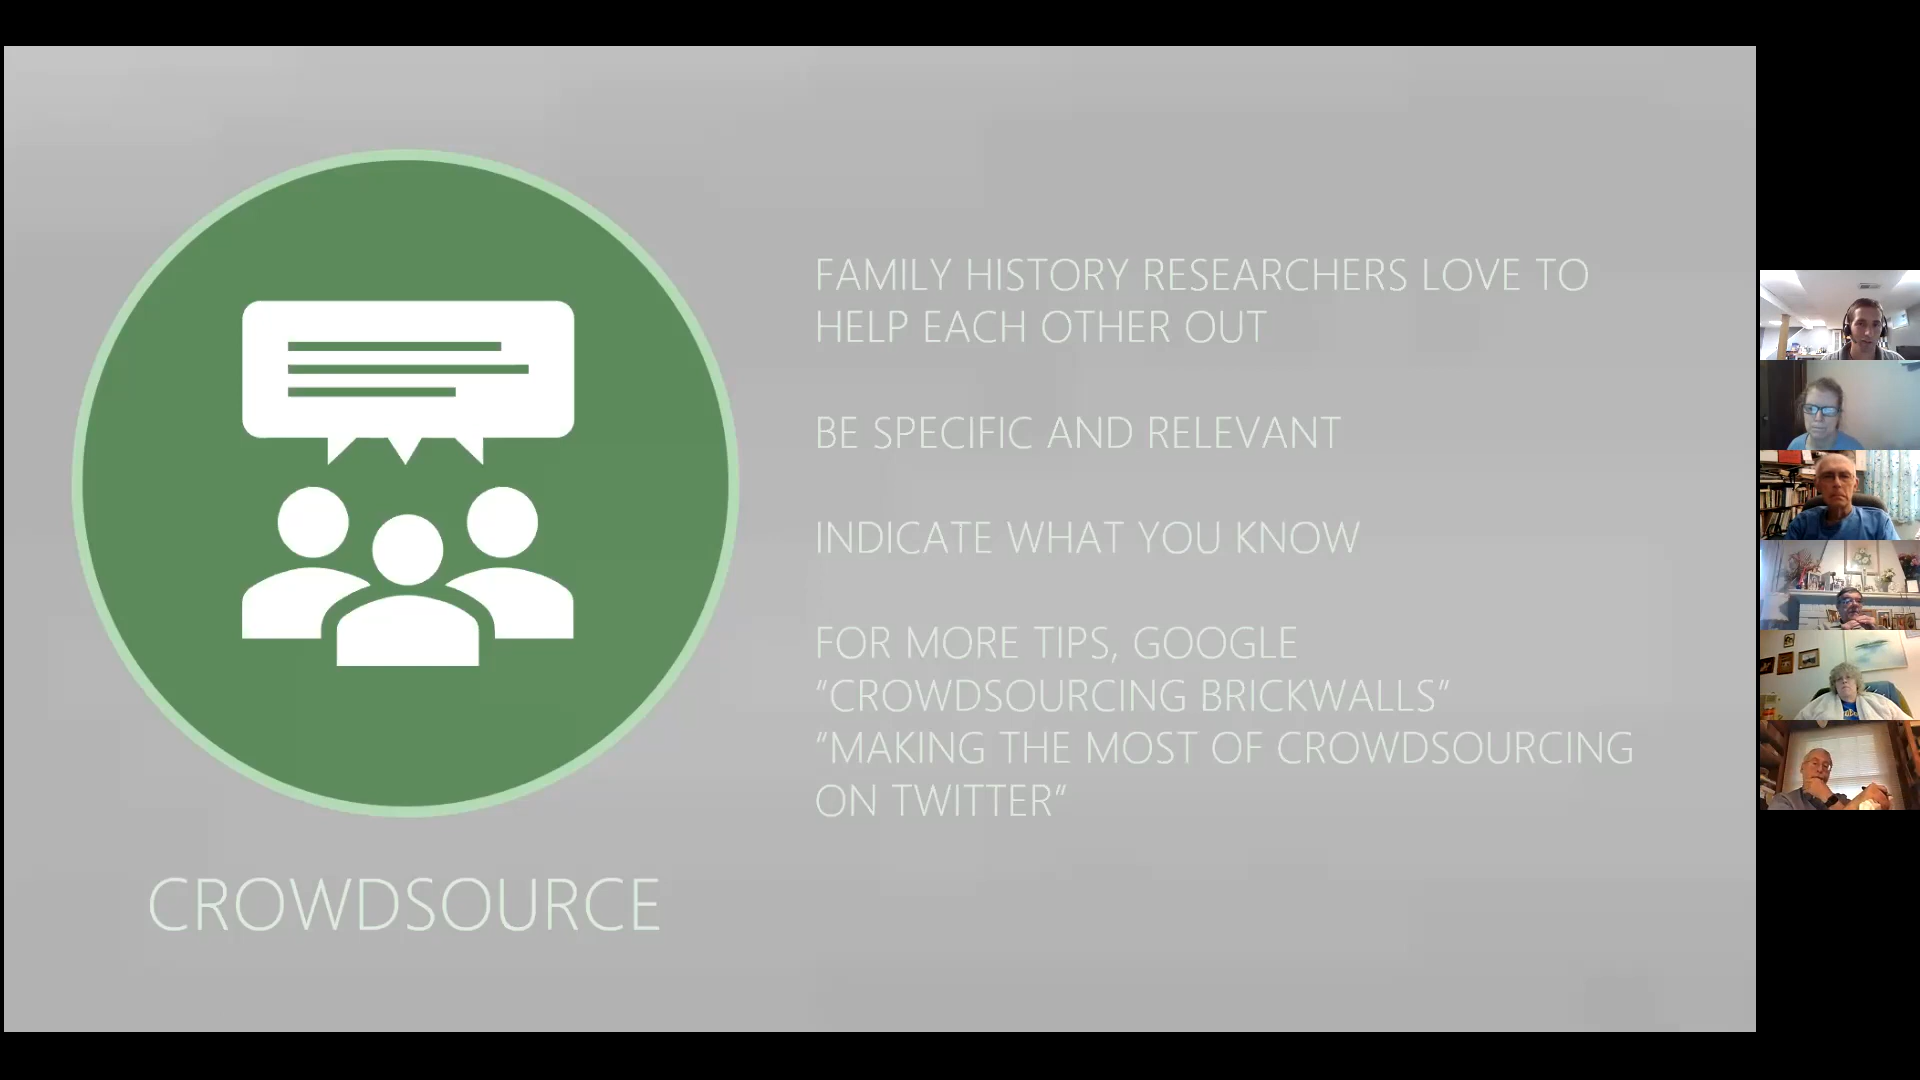 FAMILY HISTORY RESEARCHERS LOVE TO
HELP EACH OTHER OUT
BE SPECIFIC AND RELEVANT
INDICATE WHAT YOU KNOW
FOR MORE TIPS, GOOGLE
“CROWDSOURCING BRICKWALLS”
“MAKING THE MOST OF CROWDSOURCING
ON TWITTER”
CROWDSOURCE